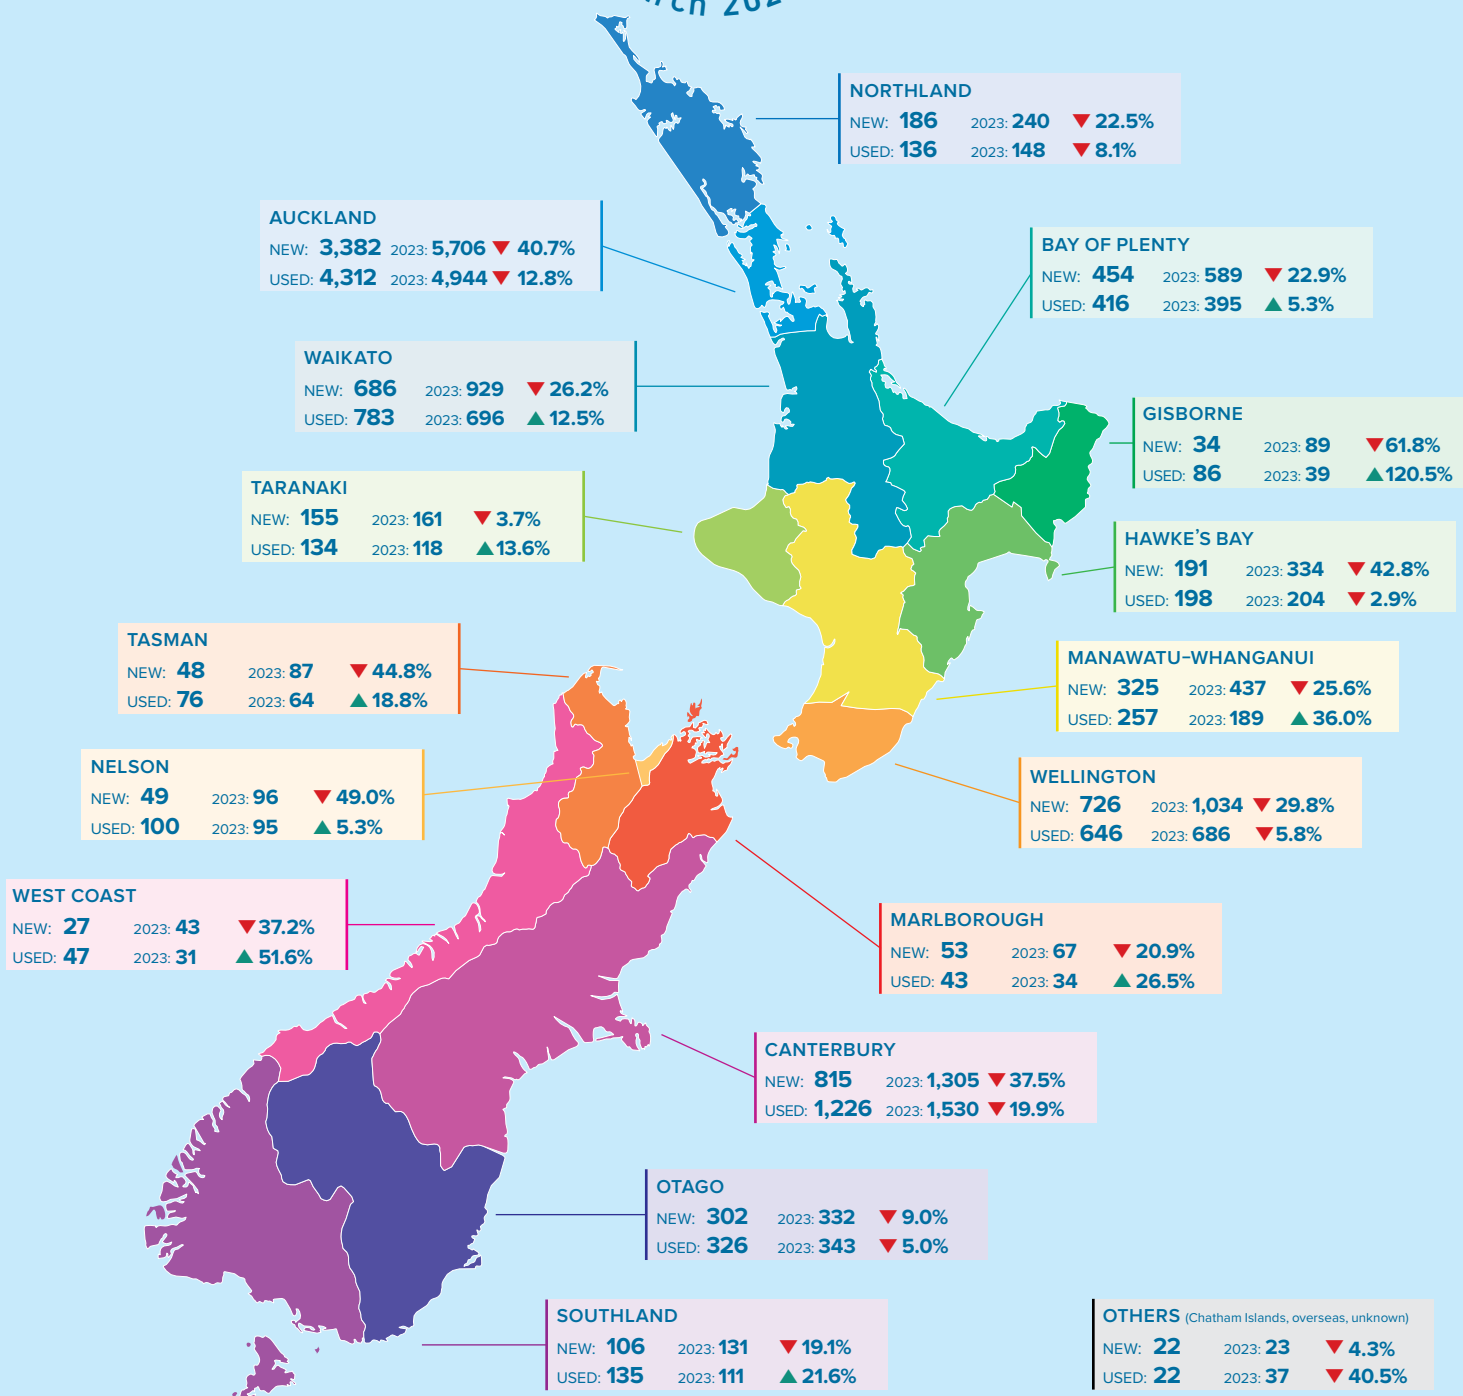 NORTHLAND
NEW: 186 2023: 240 ▼ 22.5%
USED: 136 2023: 148 ▼ 8.1%
AUCKLAND
NEW: 3,382 2023: 5,706 ▼ 40.7%
USED: 4,312 2023: 4,944 ▼ 12.8%
BAY OF PLENTY
NEW: 454 2023: 589 ▼ 22.9%
USED: 416 2023: 395 ▲ 5.3%
WAIKATO
NEW: 686 2023: 929 ▼ 26.2%
USED: 783 2023: 696 ▲ 12.5%
GISBORNE
NEW: 34 2023: 89 ▼ 61.8%
USED: 86 2023: 39 ▲ 120.5%
TARANAKI
NEW: 155 2023: 161 ▼ 3.7%
USED: 134 2023: 118 ▲ 13.6%
HAWKE'S BAY
NEW: 191 2023: 334 ▼ 42.8%
USED: 198 2023: 204 ▼ 2.9%
TASMAN
NEW: 48 2023: 87 ▼ 44.8%
USED: 76 2023: 64 ▲ 18.8%
MANAWATU-WHANGANUI
NEW: 325 2023: 437 ▼ 25.6%
USED: 257 2023: 189 ▲ 36.0%
NELSON
NEW: 49 2023: 96 ▼ 49.0%
USED: 100 2023: 95 ▲ 5.3%
WELLINGTON
NEW: 726 2023: 1,034 ▼ 29.8%
USED: 646 2023: 686 ▼ 5.8%
WEST COAST
NEW: 27 2023: 43 ▼ 37.2%
USED: 47 2023: 31 ▲ 51.6%
MARLBOROUGH
NEW: 53 2023: 67 ▼ 20.9%
USED: 43 2023: 34 ▲ 26.5%
CANTERBURY
NEW: 815 2023: 1,305 ▼ 37.5%
USED: 1,226 2023: 1,530 ▼ 19.9%
OTAGO
NEW: 302 2023: 332 ▼ 9.0%
USED: 326 2023: 343 ▼ 5.0%
SOUTHLAND
NEW: 106 2023: 131 ▼ 19.1%
USED: 135 2023: 111 ▲ 21.6%
OTHERS (Chatham Islands, overseas, unknown)
NEW: 22 2023: 23 ▼ 4.3%
USED: 22 2023: 37 ▼ 40.5%